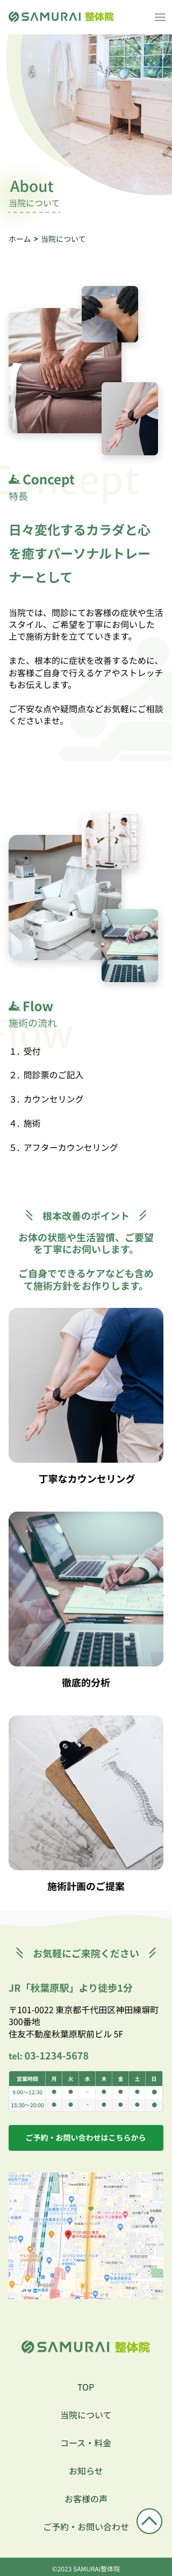 SAMURAI 整体院
About
当院について
ホーム > 当院について
Concept
Concept
特長
日々変化するカラダと心
を癒すパーソナルトレー
ナーとして
当院では、問診にてお客様の症状や生活
スタイル、ご希望を丁寧にお伺いした
上で施術方針を立てていきます。
また、根本的に症状を改善するために、
お客様ご自身で行えるケアやストレッチ
もお伝えします。
ご不安な点や疑問点などお気軽にご相談
くださいませ。
Flow
Flow
施術の流れ
1. 受付
2. 問診票のご記入
3. カウンセリング
4. 施術
5. アフターカウンセリング
根本改善のポイント
お体の状態や生活習慣、ご要望
を丁寧にお伺いします。
ご自身でできるケアなども含め
て施術方針をお作りします。
丁寧なカウンセリング
徹底的分析
施術計画のご提案
お気軽にご来院ください
JR「秋葉原駅」より徒歩1分
〒101-0022 東京都千代田区神田練塀町
300番地
住友不動産秋葉原駅前ビル 5F
tel: 03-1234-5678
営業時間 月 火 水 木 金 土 日
9:00〜12:30 ● ● - ● ● ● ●
15:30〜20:00 ● ● - ● ● ● ●
ご予約・お問い合わせはこちらから
SAMURAI 整体院
TOP
当院について
コース・料金
お知らせ
お客様の声
ご予約・お問い合わせ
©2023 SAMURAI整体院